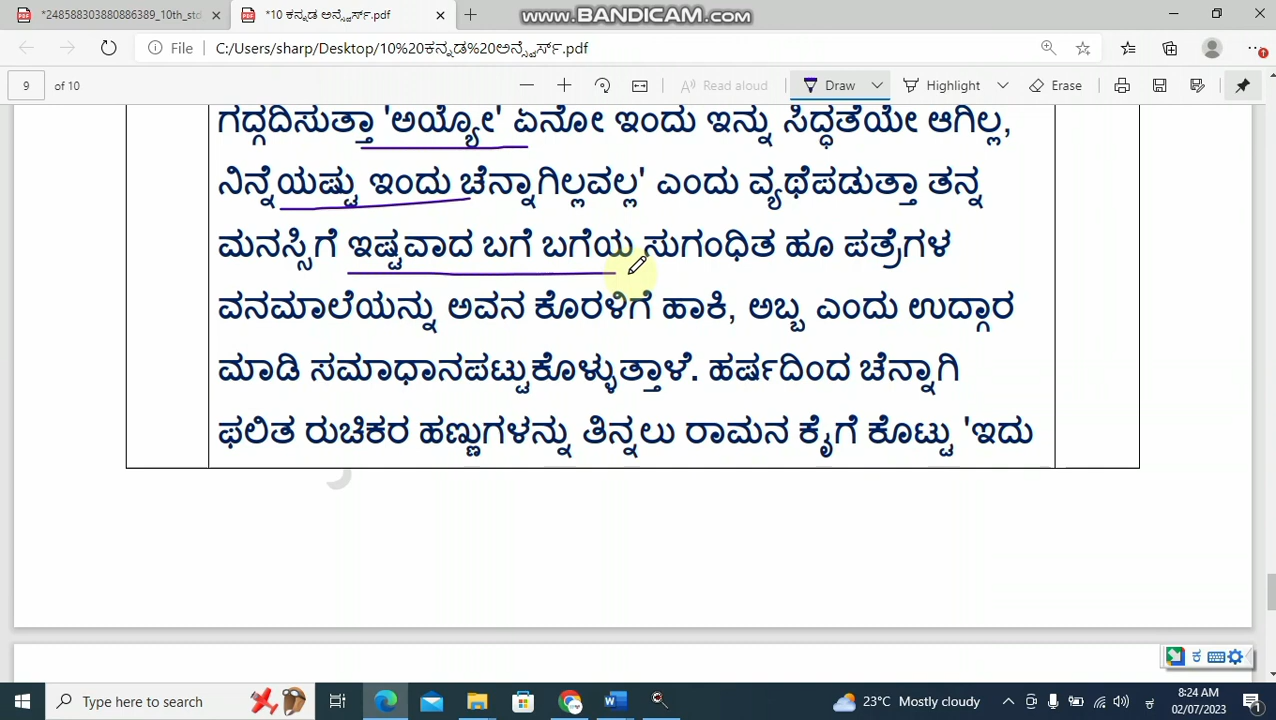 www.BANDICAM.com
*24858830388086389_10th_std
*10 ಕನ್ನಡ ಅನ್ಸ್ವೆರ್ಸ್.pdf
File
C:/Users/sharp/Desktop/10%20ಕನ್ನಡ%20ಅನ್ಸ್ವೆರ್ಸ್.pdf
9 of 10
Read aloud
Draw
Highlight
Erase
ಗದ್ಗದಿಸುತ್ತಾ 'ಅಯ್ಯೋ' ಏನೋ ಇಂದು ಇನ್ನು ಸಿದ್ಧತೆಯೇ ಆಗಿಲ್ಲ,
ನಿನ್ನೆಯಷ್ಟು ಇಂದು ಚೆನ್ನಾಗಿಲ್ಲವಲ್ಲ' ಎಂದು ವ್ಯಥೆಪಡುತ್ತಾ ತನ್ನ
ಮನಸ್ಸಿಗೆ ಇಷ್ಟವಾದ ಬಗೆ ಬಗೆಯ ಸುಗಂಧಿತ ಹೂ ಪತ್ರೆಗಳ
ವನಮಾಲೆಯನ್ನು ಅವನ ಕೊರಳಿಗೆ ಹಾಕಿ, ಅಬ್ಬ ಎಂದು ಉದ್ಗಾರ
ಮಾಡಿ ಸಮಾಧಾನಪಟ್ಟುಕೊಳ್ಳುತ್ತಾಳೆ. ಹರ್ಷದಿಂದ ಚೆನ್ನಾಗಿ
ಫಲಿತ ರುಚಿಕರ ಹಣ್ಣುಗಳನ್ನು ತಿನ್ನಲು ರಾಮನ ಕೈಗೆ ಕೊಟ್ಟು 'ಇದು
ಕ
Type here to search
23°C Mostly cloudy
8:24 AM
02/07/2023